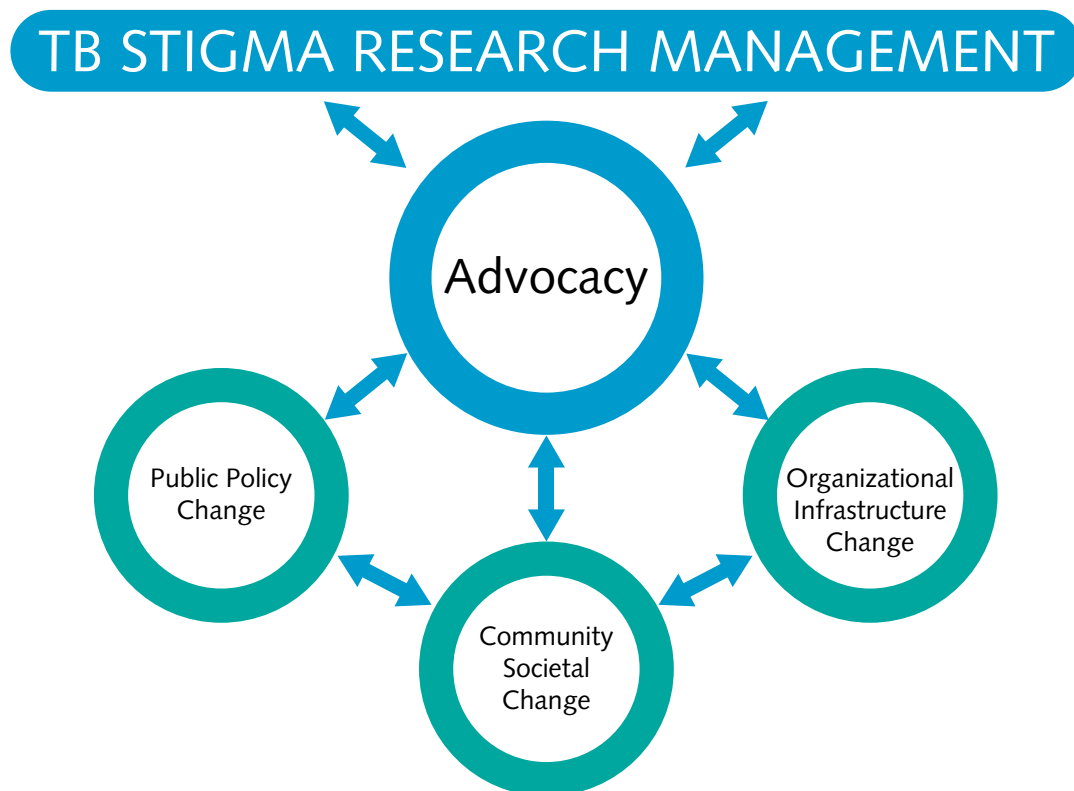 TB STIGMA RESEARCH MANAGEMENT
Advocacy
Public Policy
Change
Organizational
Infrastructure
Change
Community
Societal
Change